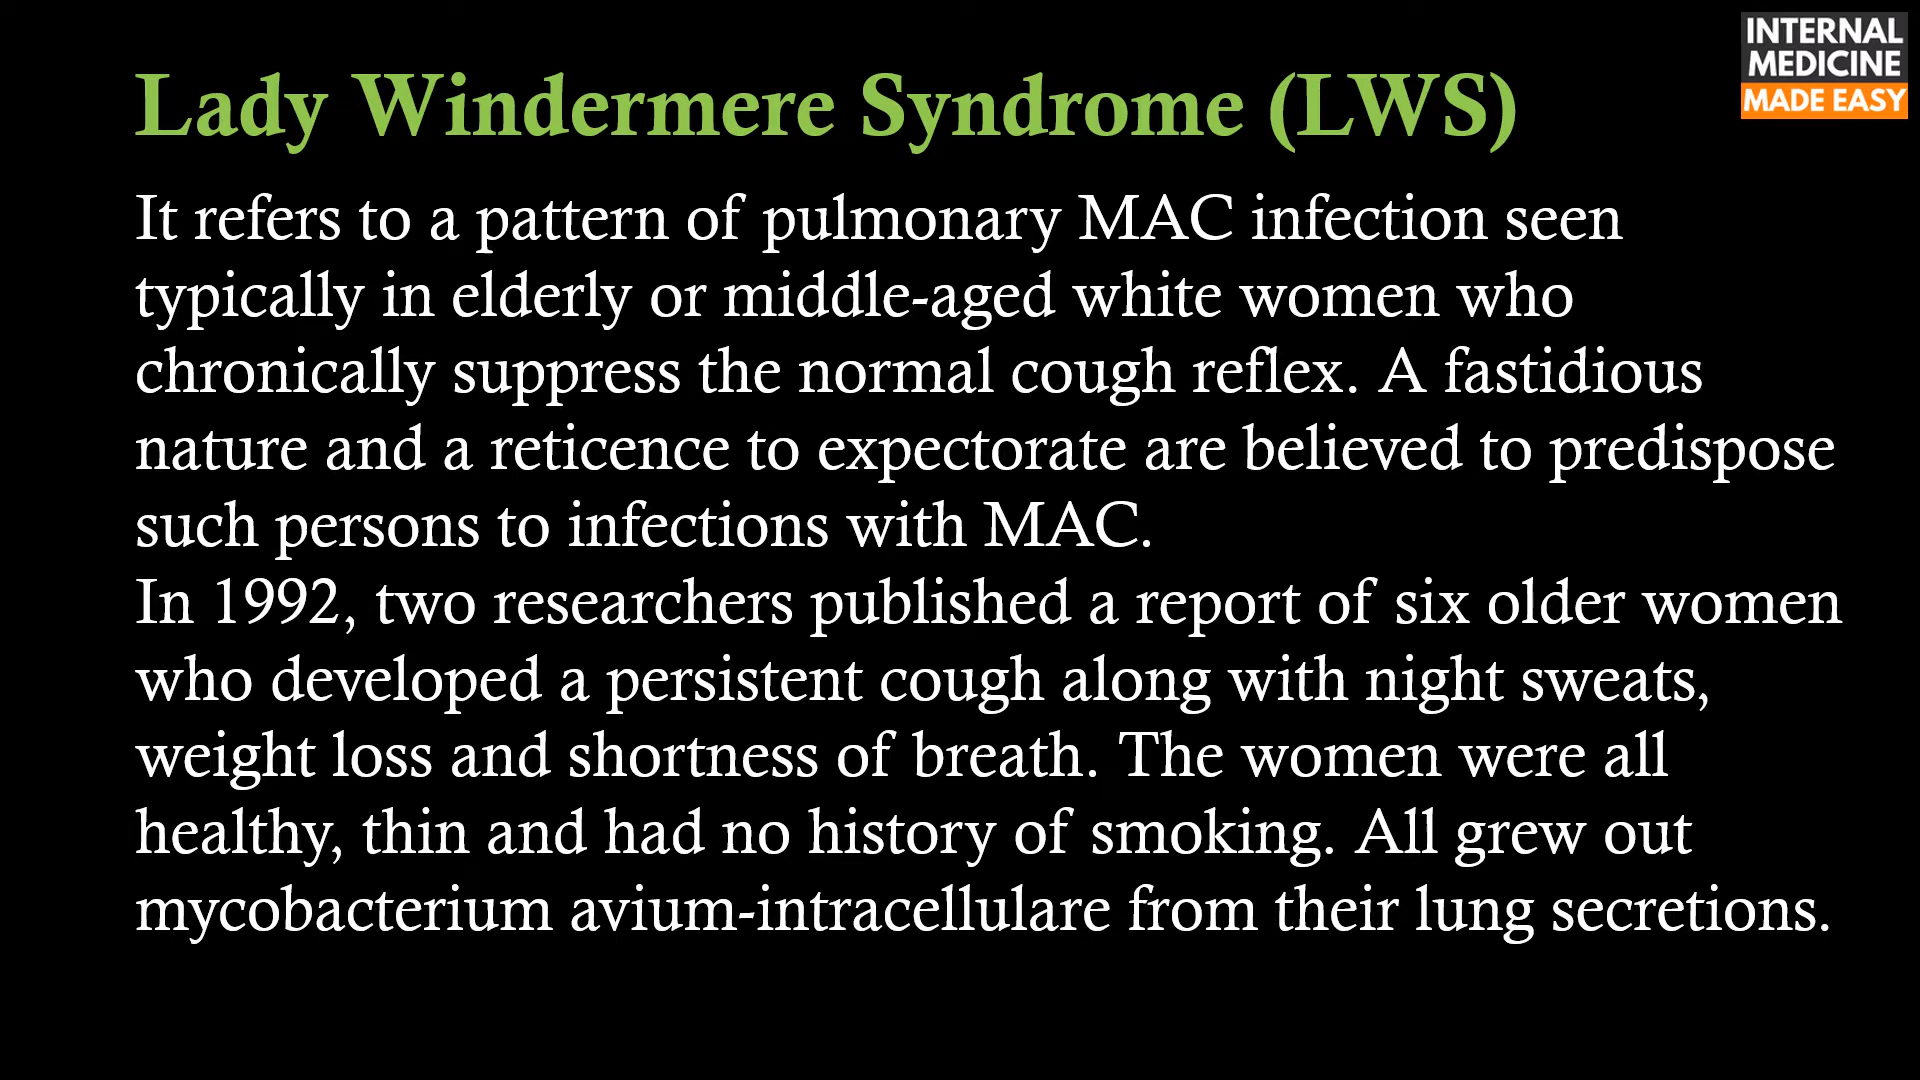 INTERNAL
MEDICINE
MADE EASY
Lady Windermere Syndrome (LWS)
It refers to a pattern of pulmonary MAC infection seen
typically in elderly or middle-aged white women who
chronically suppress the normal cough reflex. A fastidious
nature and a reticence to expectorate are believed to predispose
such persons to infections with MAC.
In 1992, two researchers published a report of six older women
who developed a persistent cough along with night sweats,
weight loss and shortness of breath. The women were all
healthy, thin and had no history of smoking. All grew out
mycobacterium avium-intracellulare from their lung secretions.